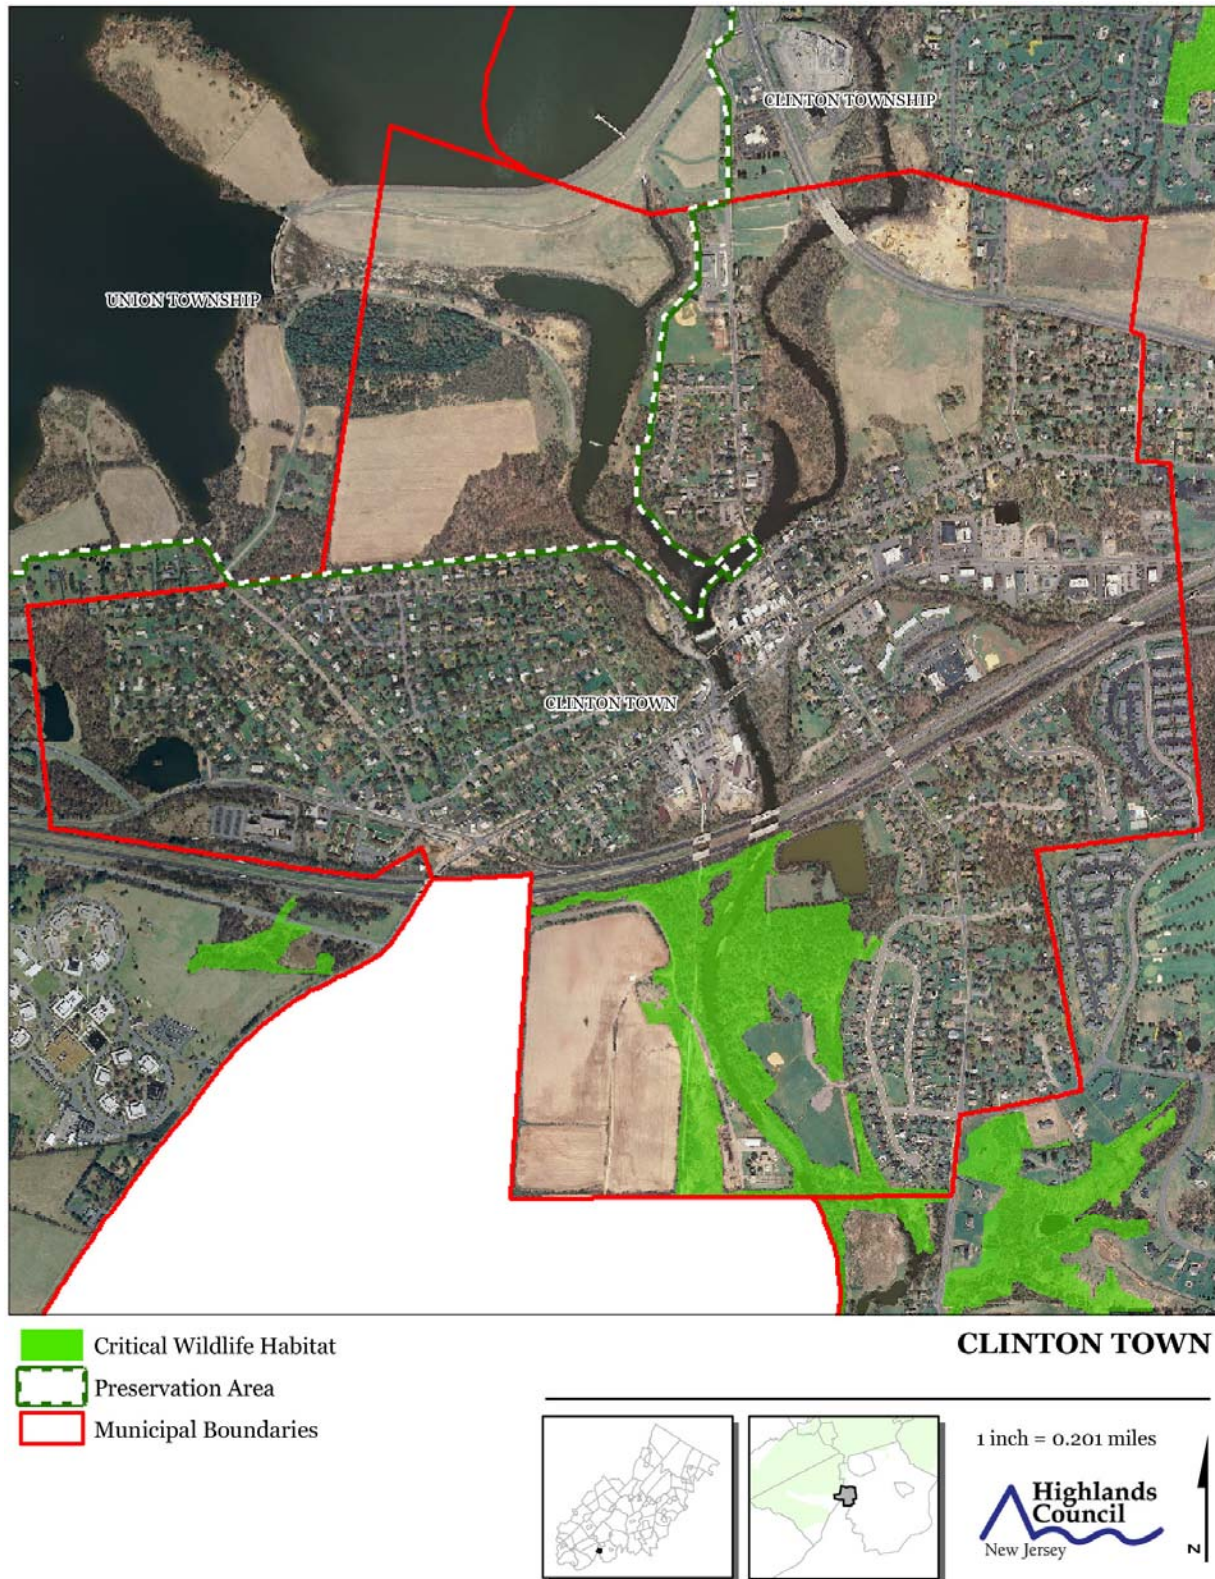 CLINTON TOWNSHIP
UNION TOWNSHIP
CLINTON TOWN
Critical Wildlife Habitat
Preservation Area
Municipal Boundaries
CLINTON TOWN
1 inch = 0.201 miles
Highlands
Council
New Jersey
N